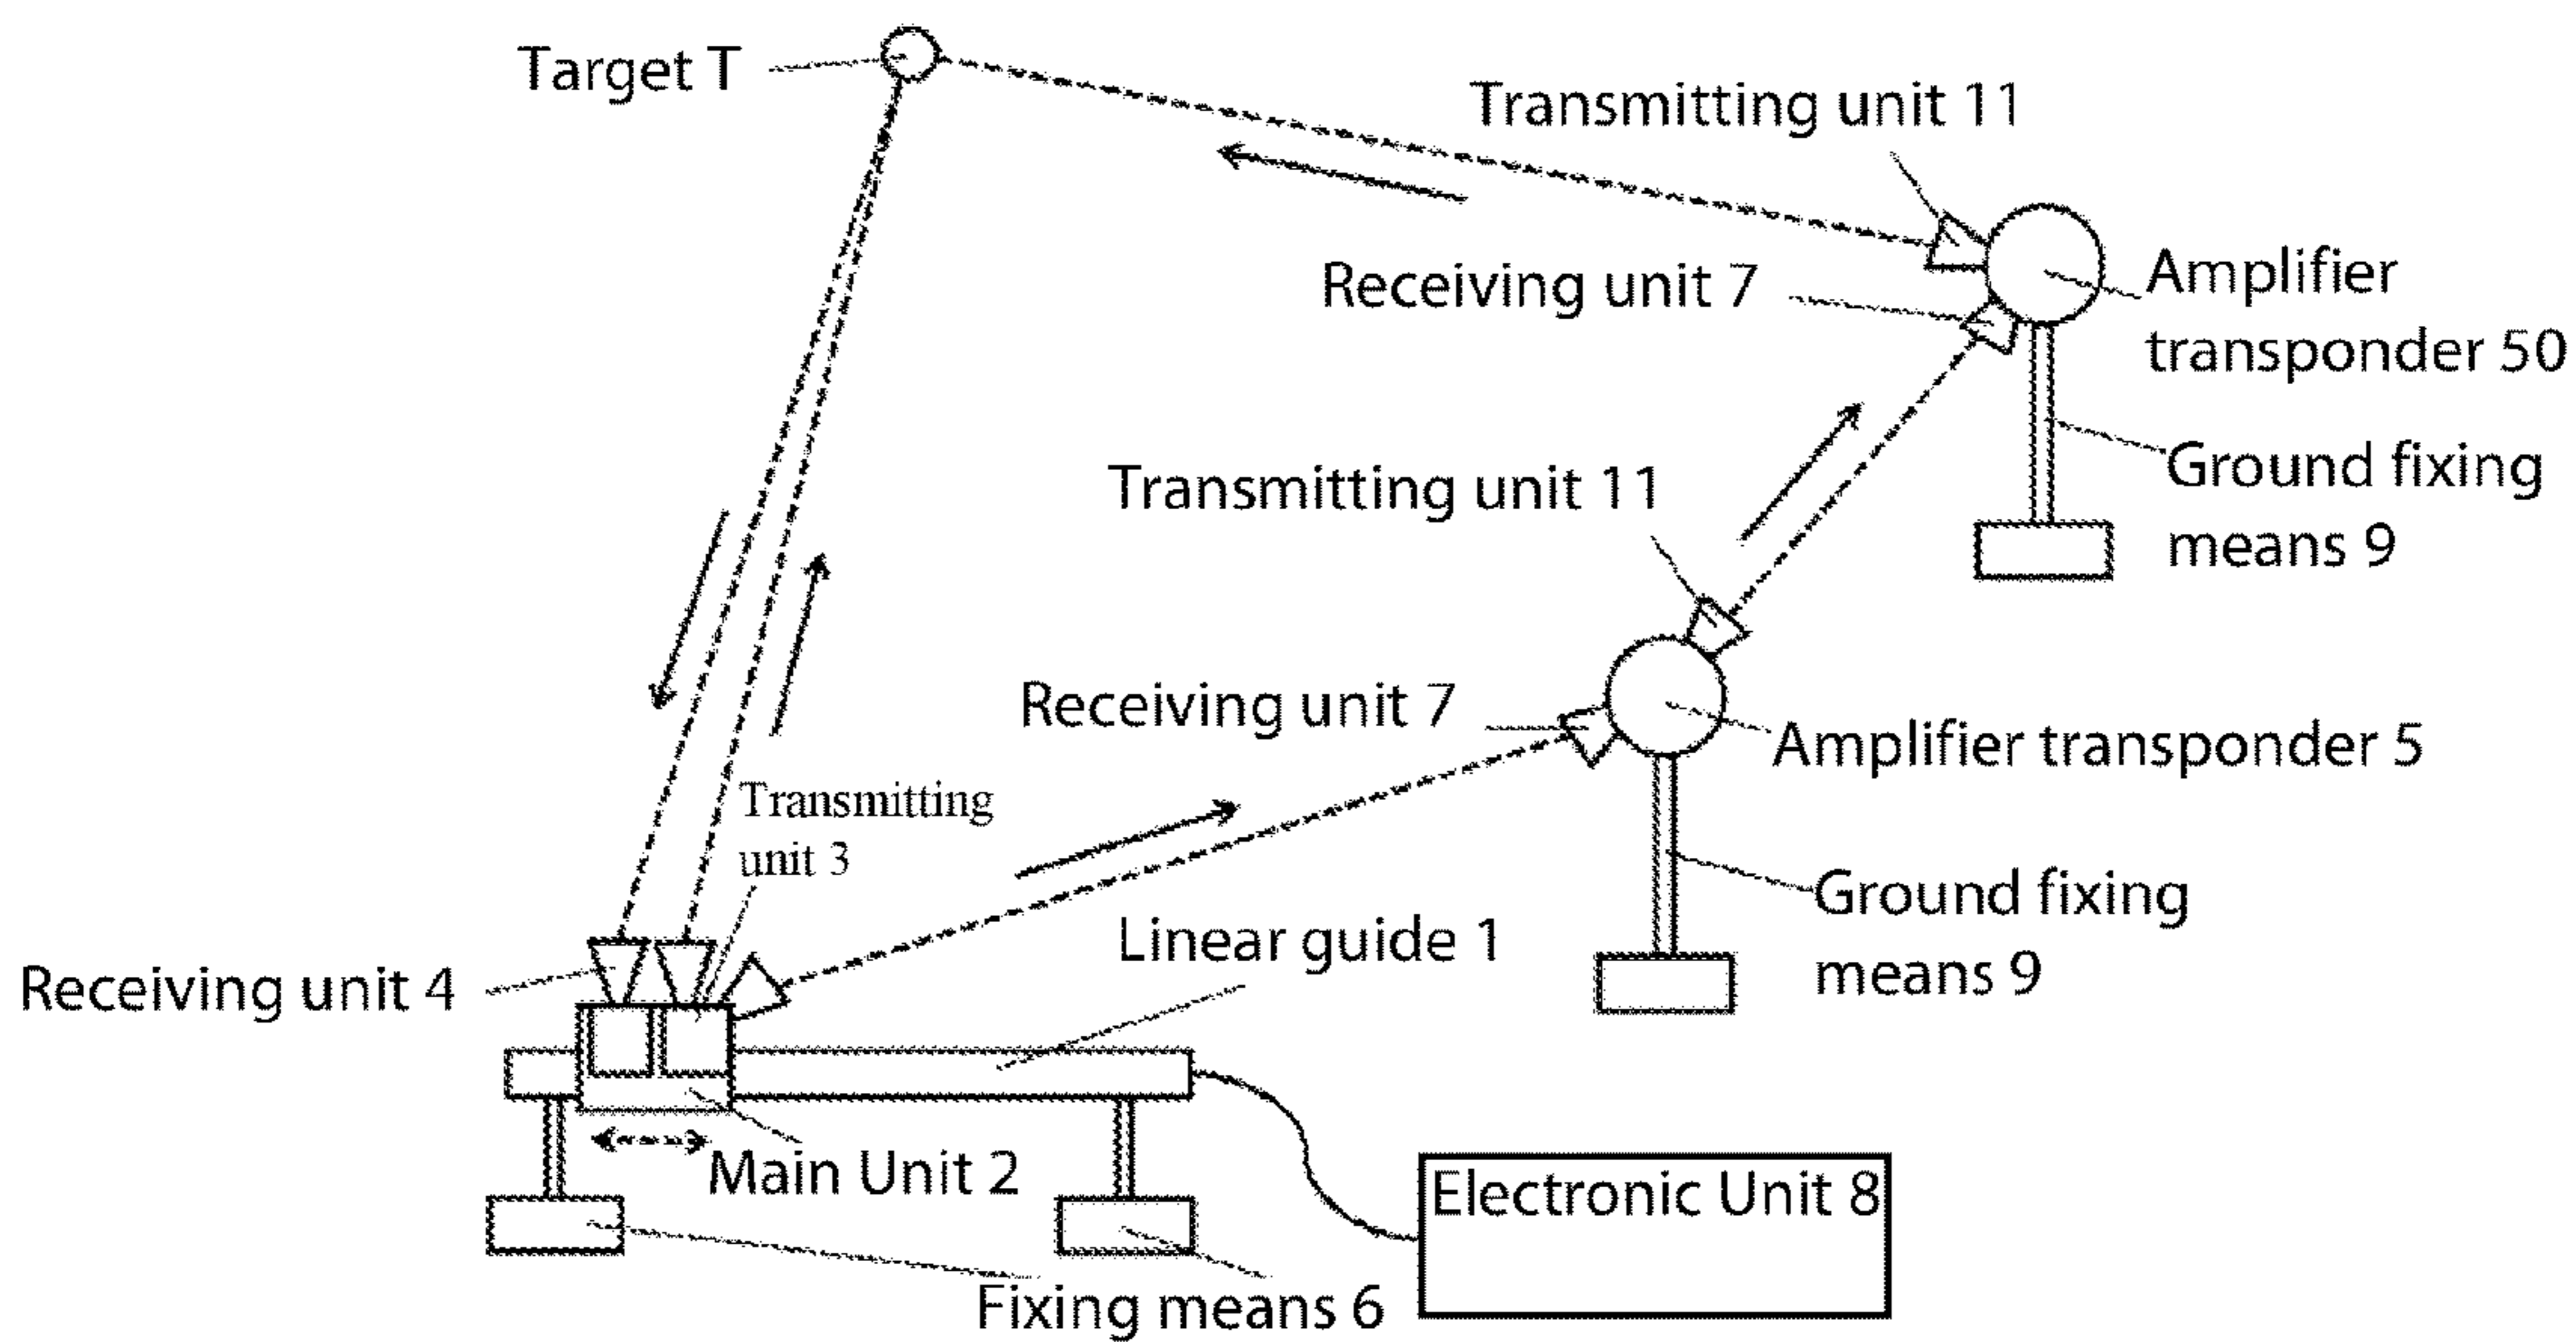 Target T
Transmitting unit 11
Receiving unit 7
Amplifier
transponder 50
Ground fixing
means 9
Transmitting unit 11
Receiving unit 7
Amplifier transponder 5
Transmitting
unit 3
Ground fixing
means 9
Linear guide 1
Receiving unit 4
Main Unit 2
Electronic Unit 8
Fixing means 6